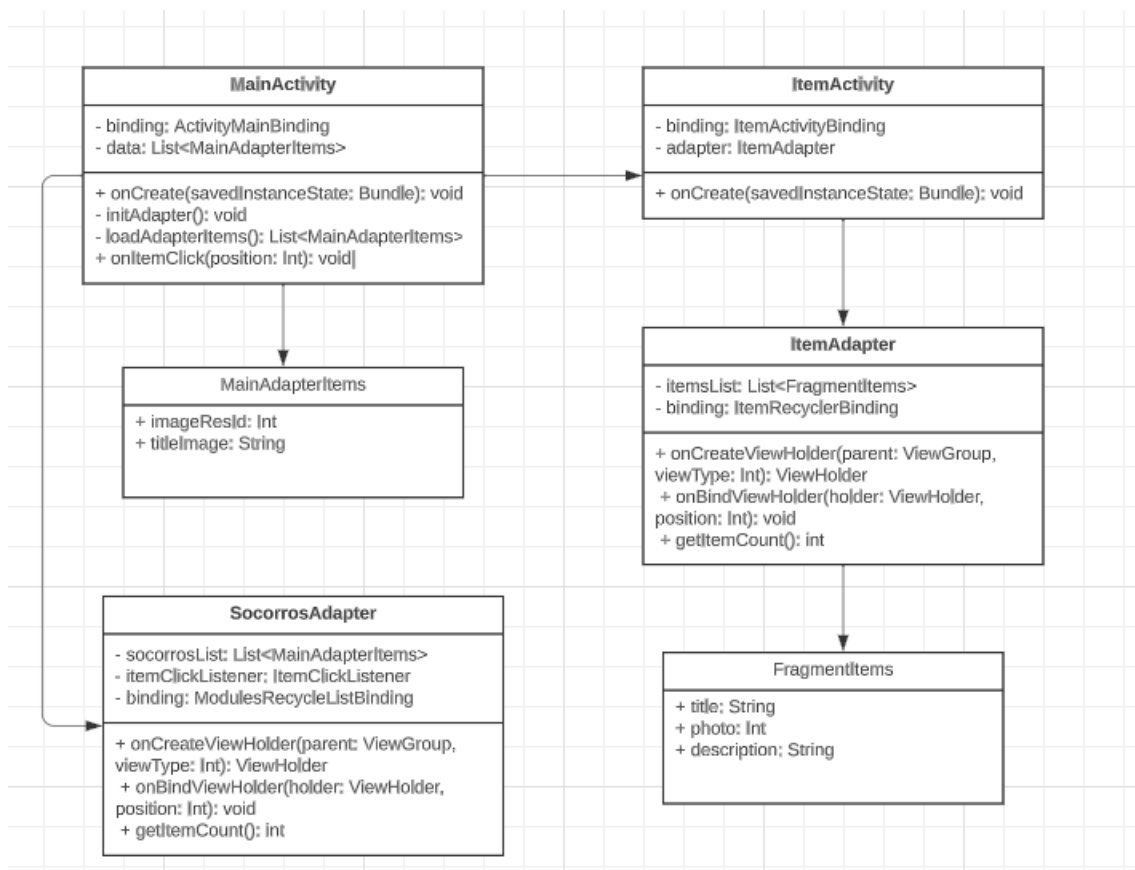 MainActivity
- binding: ActivityMainBinding
- data: List<MainAdapterItems>
+ onCreate(savedInstanceState: Bundle): void
- initAdapter(): void
- loadAdapterItems(): List<MainAdapterItems>
+ onItemClick(position: Int): void|
MainAdapterItems
+ imageResId: Int
+ titleImage: String
SocorrosAdapter
- socorrosList: List<MainAdapterItems>
- itemClickListener: ItemClickListener
- binding: ModulesRecycleListBinding
+ onCreateViewHolder(parent: ViewGroup,
viewType: Int): ViewHolder
+ onBindViewHolder(holder: ViewHolder,
position: Int): void
+ getItemCount(): int
ItemActivity
- binding: ItemActivityBinding
- adapter: ItemAdapter
+ onCreate(savedInstanceState: Bundle): void
ItemAdapter
- itemsList: List<FragmentItems>
- binding: ItemRecyclerBinding
+ onCreateViewHolder(parent: ViewGroup,
viewType: Int): ViewHolder
+ onBindViewHolder(holder: ViewHolder,
position: Int): void
+ getItemCount(): int
FragmentItems
+ title: String
+ photo: Int
+ description: String